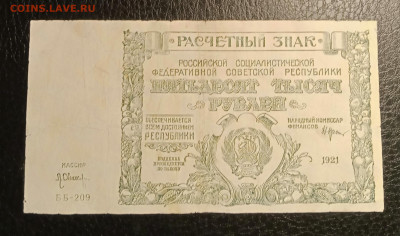 COINS.LAVE.RU
РАСЧЕТНЫЙ ЗНАК
РОССИЙСКОЙ СОЦИАЛИСТИЧЕСКОЙ
ФЕДЕРАТИВНОЙ СОВЕТСКОЙ РЕСПУБЛИКИ
ПЯТЬДЕСЯТ ТЫСЯЧ
РУБЛЕЙ
ОБЕСПЕЧИВАЕТСЯ
ВСЕМ ДОСТОЯНИЕМ
РЕСПУБЛИКИ
НАРОДНЫЙ КОМИССАР
ФИНАНСОВ
1921
КАССИР
ББ-209